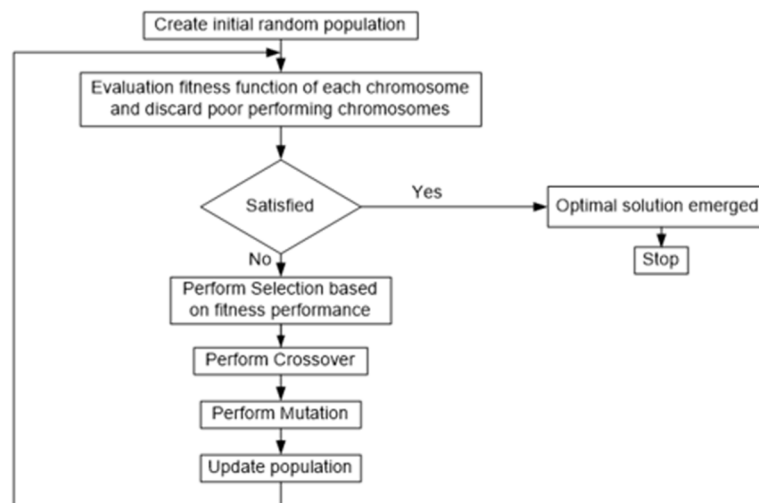 Create initial random population
Evaluation fitness function of each chromosome
and discard poor performing chromosomes
Satisfied
Yes
Optimal solution emerged
Stop
No
Perform Selection based
on fitness performance
Perform Crossover
Perform Mutation
Update population